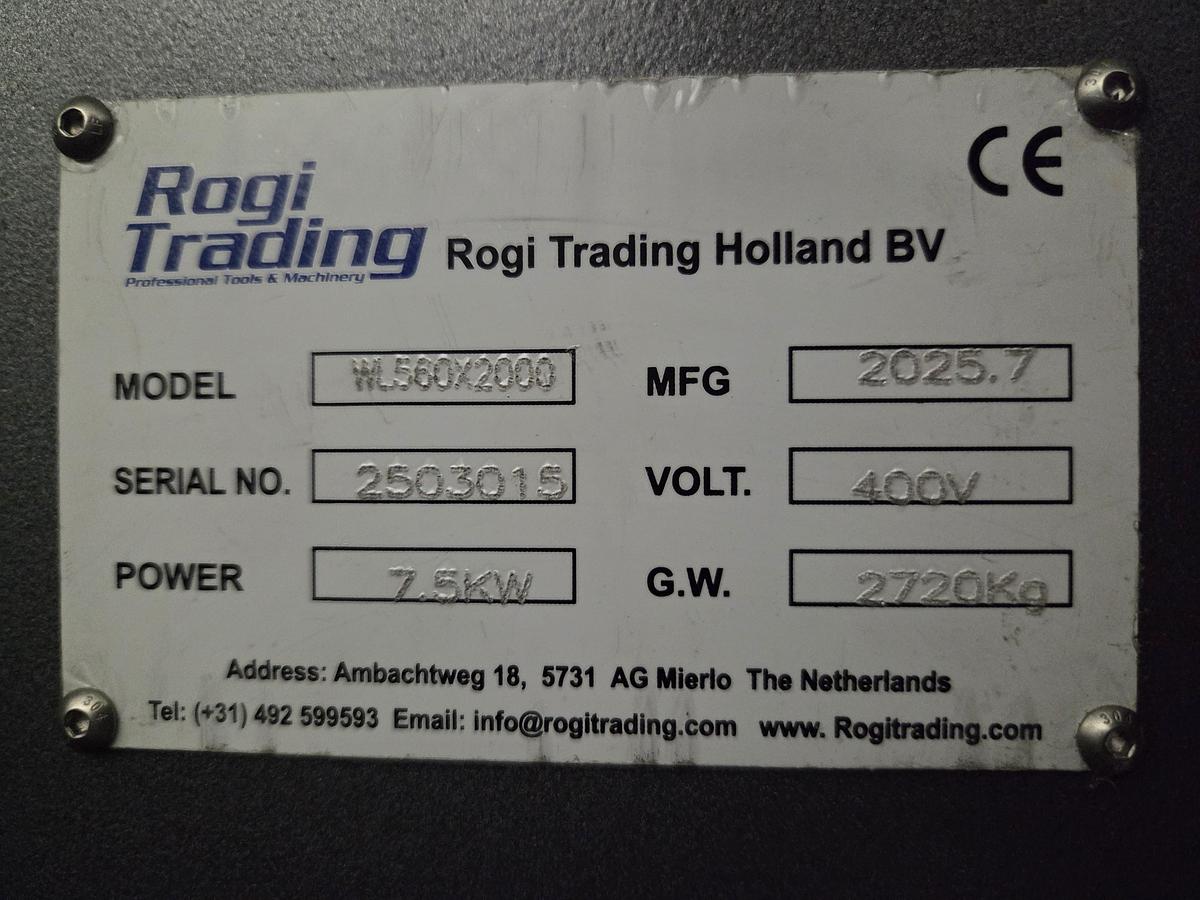 CE
Rogi
Trading
Professional Tools & Machinery
Rogi Trading Holland BV
MODEL WL560X2000 MFG 2025.7
SERIAL NO. 2503015 VOLT. 400V
POWER 7.5KW G.W. 2720Kg
Address: Ambachtweg 18, 5731 AG Mierlo The Netherlands
Tel: (+31) 492 599593 Email: info@rogitrading.com www. Rogitrading.com